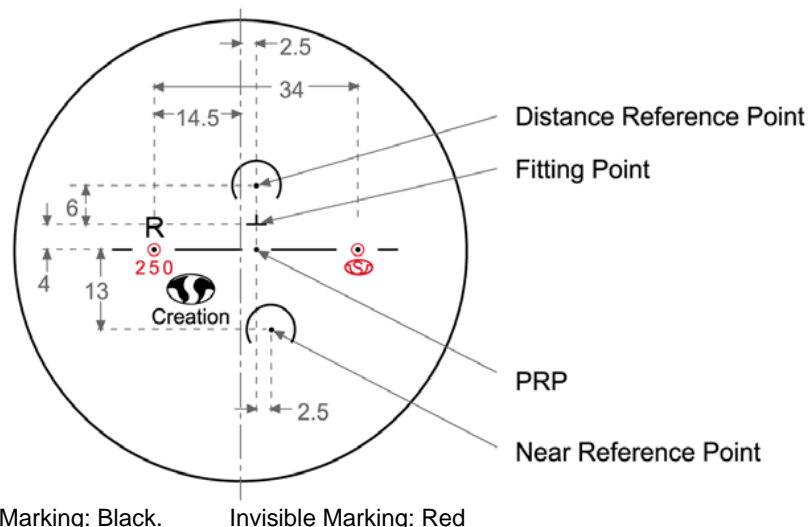 2.5
34
14.5
Distance Reference Point
Fitting Point
6
R
250
4
13
Creation
PRP
2.5
Near Reference Point
Marking: Black. Invisible Marking: Red